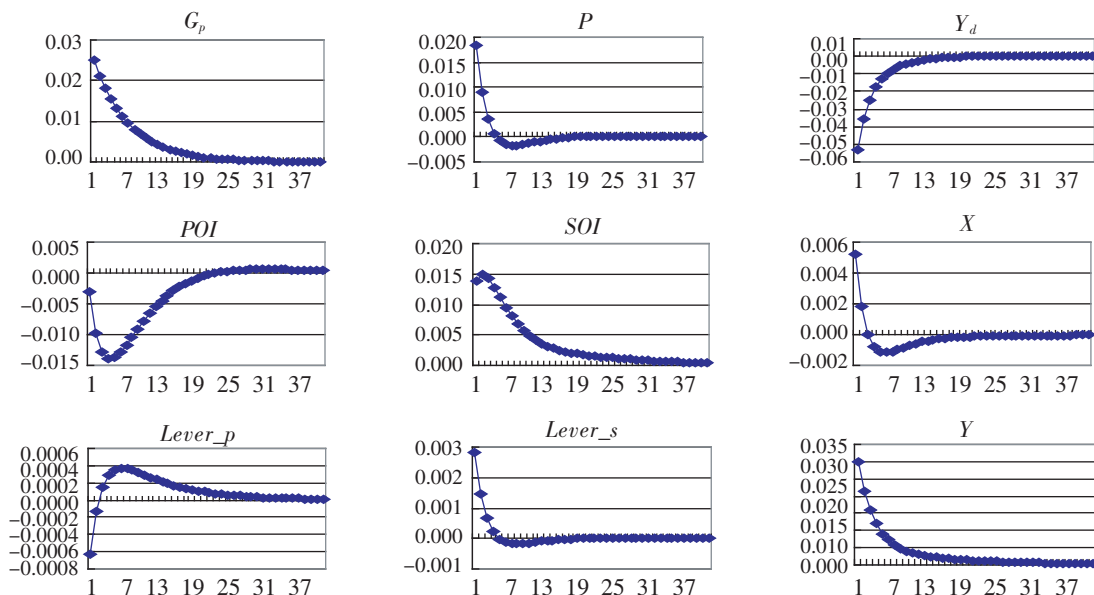 G_p
0.03
0.02
0.01
0.00
1 7 13 19 25 31 37
P
0.020
0.015
0.010
0.005
0.000
−0.005
1 7 13 19 25 31 37
Y_d
0.01
0.00
−0.01
−0.02
−0.03
−0.04
−0.05
−0.06
1 7 13 19 25 31 37
POI
0.005
0.000
−0.005
−0.010
−0.015
1 7 13 19 25 31 37
SOI
0.020
0.015
0.010
0.005
0.000
1 7 13 19 25 31 37
X
0.006
0.004
0.002
0.000
−0.002
1 7 13 19 25 31 37
Lever_p
0.0006
0.0004
0.0002
0.0000
−0.0002
−0.0004
−0.0006
−0.0008
1 7 13 19 25 31 37
Lever_s
0.003
0.002
0.001
0.000
−0.001
1 7 13 19 25 31 37
Y
0.035
0.030
0.025
0.020
0.015
0.010
0.000
1 7 13 19 25 31 37